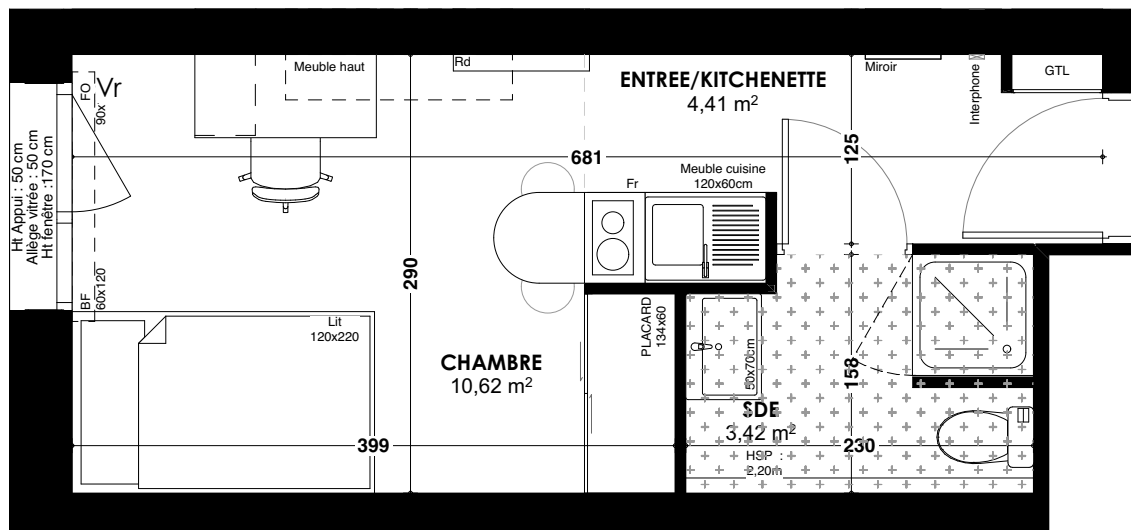 Vr
FO
90x
Meuble haut
Rd
ENTREE/KITCHENETTE
4,41 m²
Miroir
Interphone
GTL
681
125
Meuble cuisine
120x60cm
Fr
Ht Appui : 50 cm
Allège vitrée : 50 cm
Ht fenêtre :170 cm
290
BF
60x120
Lit
120x220
CHAMBRE
10,62 m²
PLACARD
134x60
50x70cm
158
SDE
3,42 m²
HSP :
2,20m
399
230